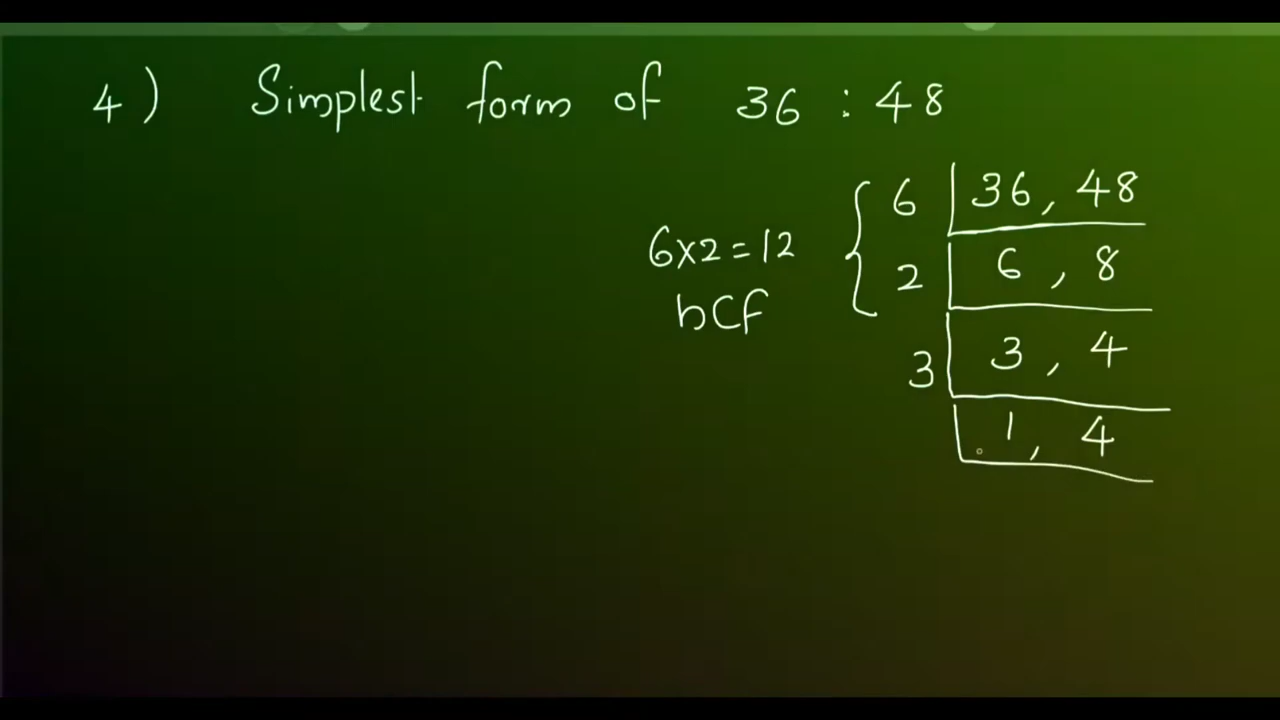 4) Simplest form of 36 : 48
6 | 36, 48
6x2=12 { 2 | 6, 8
hCf
3 | 3, 4
1, 4